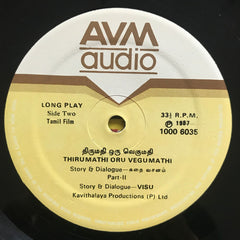 AVM
audio
LONG PLAY
Side Two
Tamil Film
33⅓ R.P.M.
℗ 1987
1000 6035
திருமதி ஒரு வெகுமதி
THIRUMATHI ORU VEGUMATHI
Story & Dialogue—கதை வசனம்
Part-II
Story & Dialogue—VISU
Kavithalaya Productions (P) Ltd